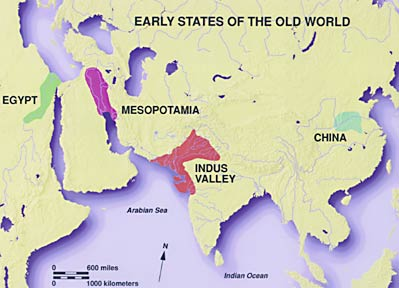 EARLY STATES OF THE OLD WORLD
EGYPT
MESOPOTAMIA
CHINA
INDUS
VALLEY
Arabian Sea
N
0 600 miles
0 1000 kilometers
Indian Ocean